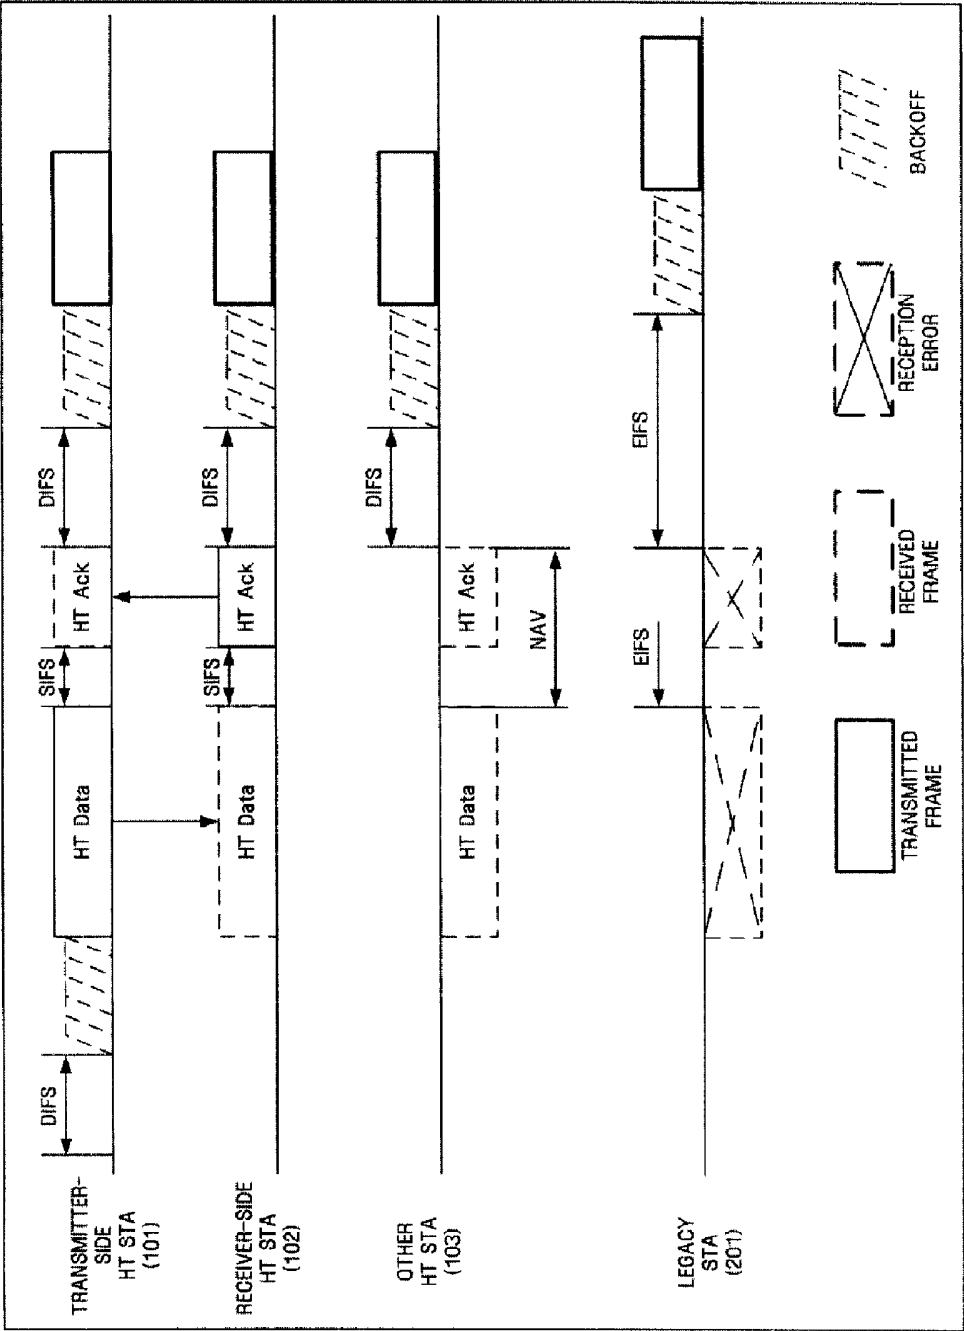 TRANSMITTER-
SIDE
HT STA
(101)
DIFS
HT Data
SIFS
HT Ack
DIFS
RECEIVER-SIDE
HT STA
(102)
HT Data
SIFS
HT Ack
DIFS
OTHER
HT STA
(103)
HT Data
HT Ack
DIFS
NAV
LEGACY
STA
(201)
EIFS
EIFS
TRANSMITTED
FRAME
RECEIVED
FRAME
RECEPTION
ERROR
BACKOFF